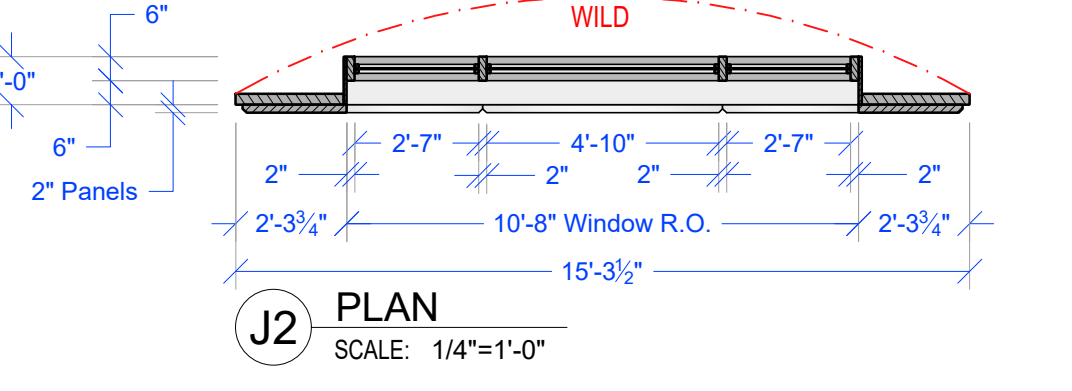 6"
WILD
'-0"
6"
2'-7" 4'-10" 2'-7"
2" 2" 2" 2"
2" Panels
2'-3¾" 10'-8" Window R.O. 2'-3¾"
15'-3½"
J2 PLAN
SCALE: 1/4"=1'-0"